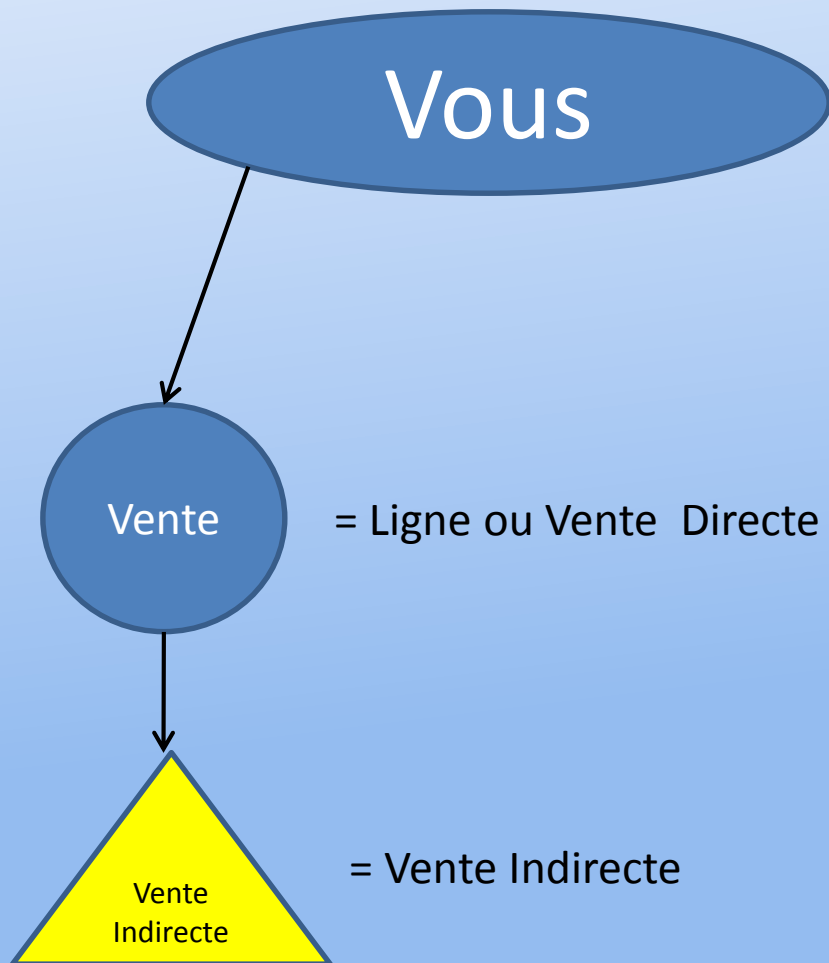 Vous
Vente
= Ligne ou Vente Directe
Vente
Indirecte
= Vente Indirecte